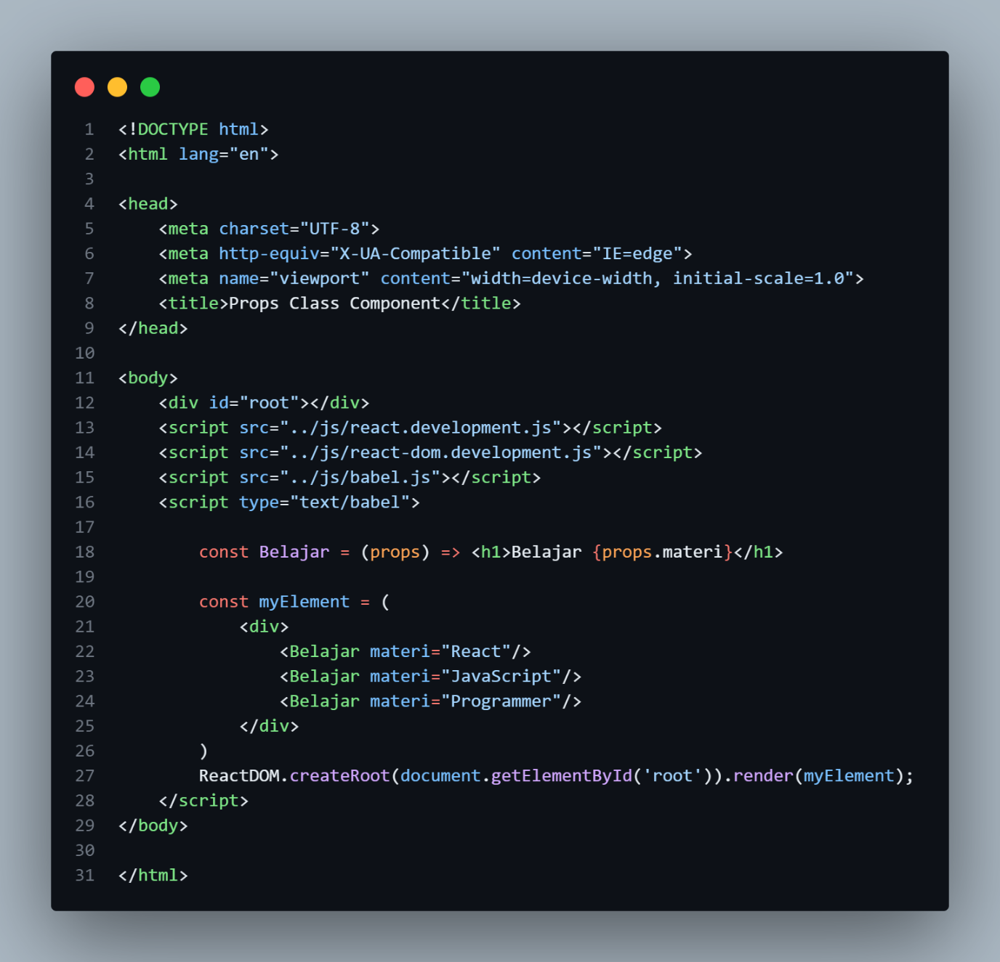 1 <!DOCTYPE html>
2 <html lang="en">
3
4 <head>
5     <meta charset="UTF-8">
6     <meta http-equiv="X-UA-Compatible" content="IE=edge">
7     <meta name="viewport" content="width=device-width, initial-scale=1.0">
8     <title>Props Class Component</title>
9 </head>
10
11 <body>
12     <div id="root"></div>
13     <script src="../js/react.development.js"></script>
14     <script src="../js/react-dom.development.js"></script>
15     <script src="../js/babel.js"></script>
16     <script type="text/babel">
17
18         const Belajar = (props) => <h1>Belajar {props.materi}</h1>
19
20         const myElement = (
21             <div>
22                 <Belajar materi="React"/>
23                 <Belajar materi="JavaScript"/>
24                 <Belajar materi="Programmer"/>
25             </div>
26         )
27         ReactDOM.createRoot(document.getElementById('root')).render(myElement);
28     </script>
29 </body>
30
31 </html>